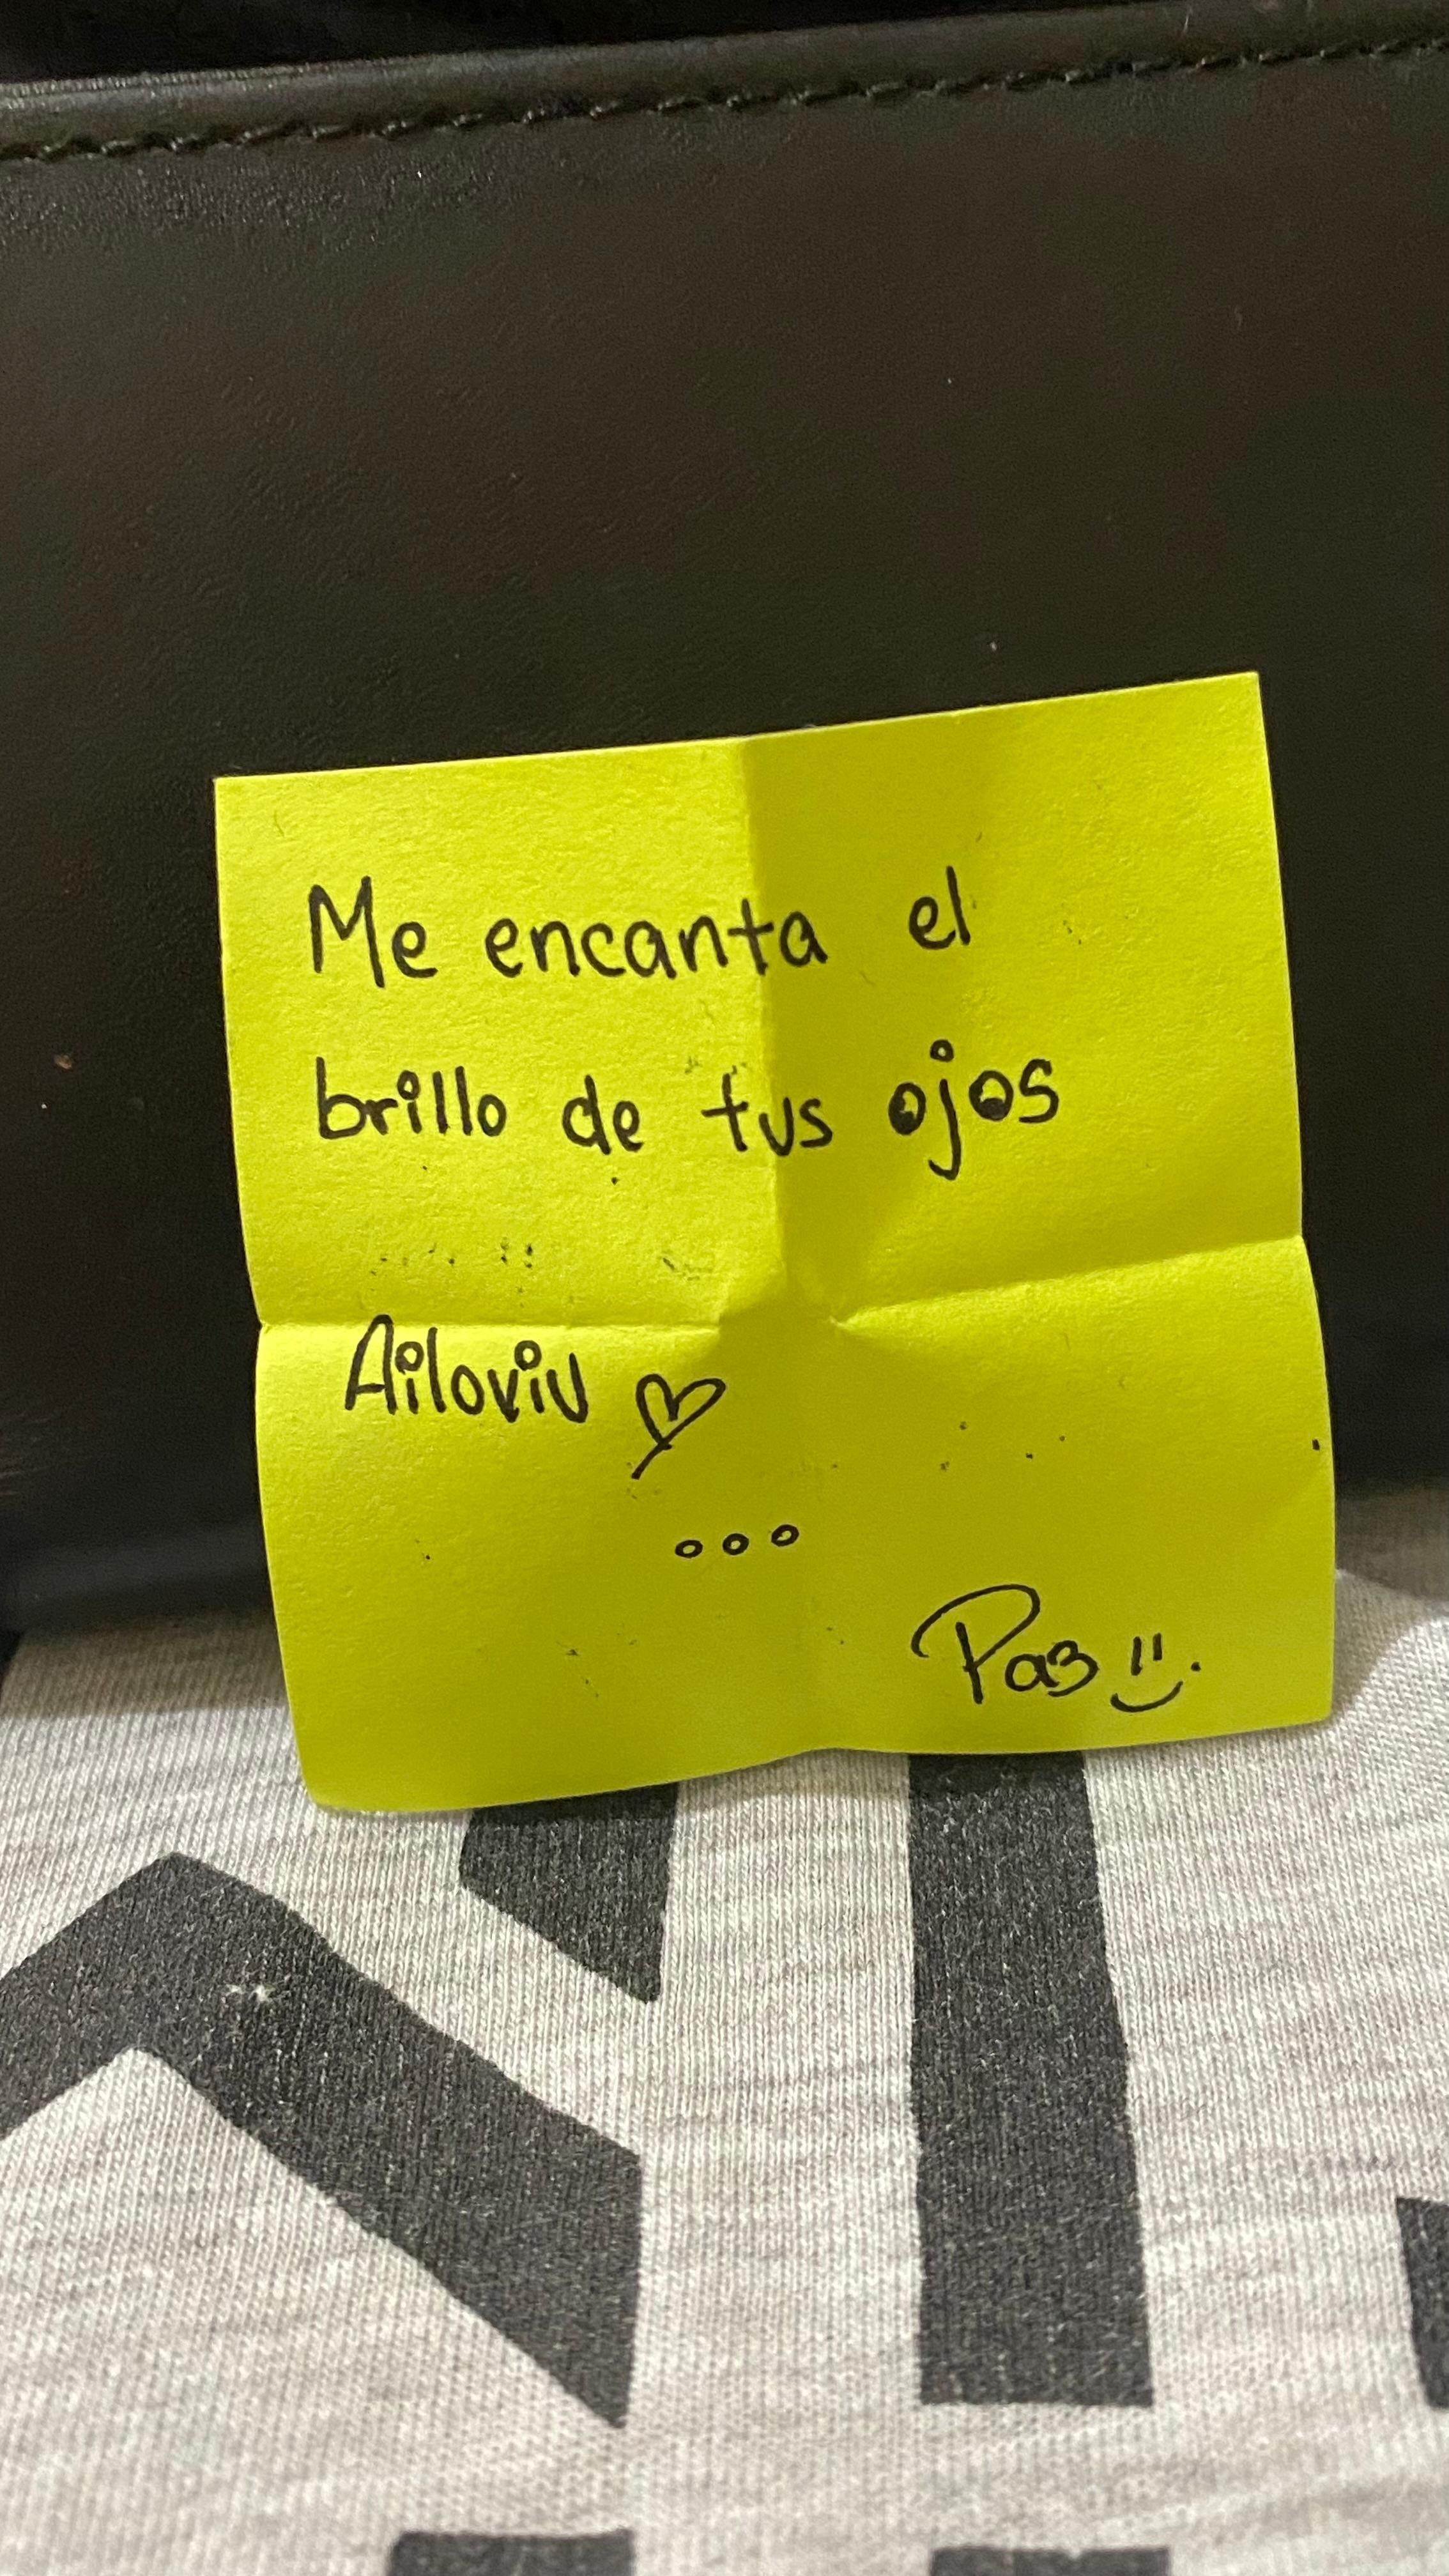 Me encanta el
brillo de tus ojos
Ailoviu ♡
...
Paz :).